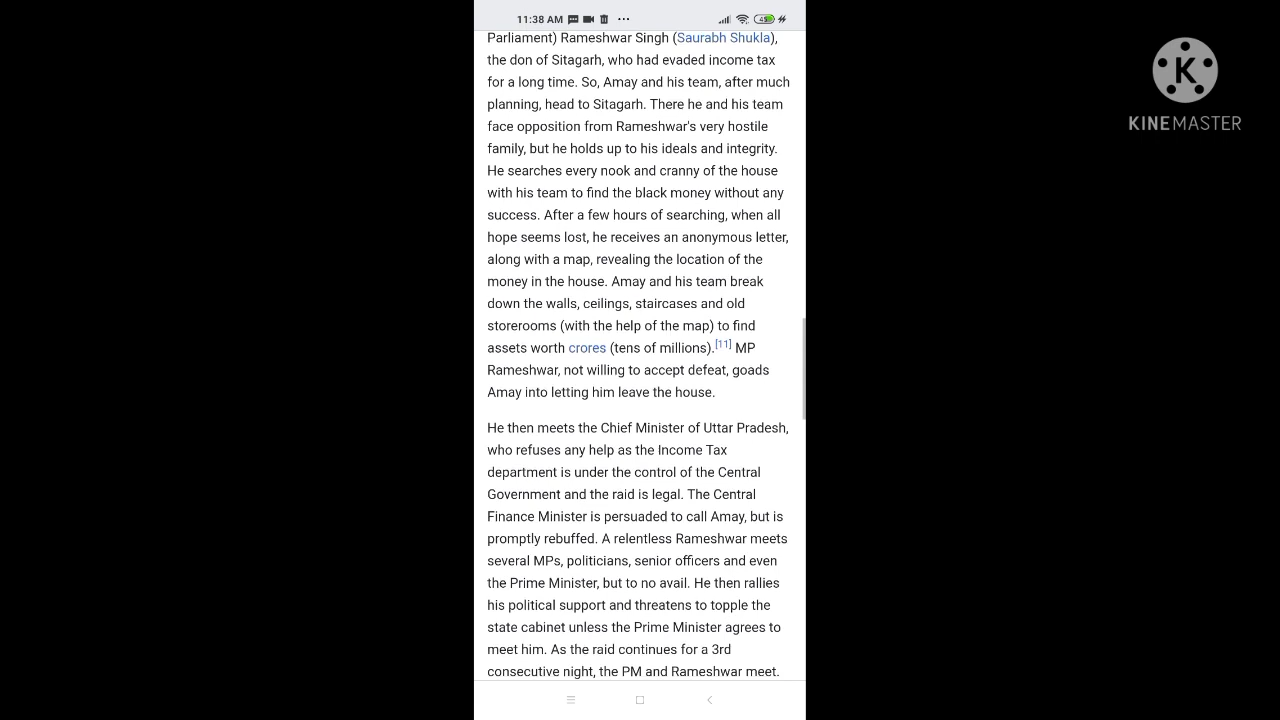 11:38 AM
45
Parliament) Rameshwar Singh (Saurabh Shukla),
the don of Sitagarh, who had evaded income tax
for a long time. So, Amay and his team, after much
planning, head to Sitagarh. There he and his team
face opposition from Rameshwar's very hostile
family, but he holds up to his ideals and integrity.
He searches every nook and cranny of the house
with his team to find the black money without any
success. After a few hours of searching, when all
hope seems lost, he receives an anonymous letter,
along with a map, revealing the location of the
money in the house. Amay and his team break
down the walls, ceilings, staircases and old
storerooms (with the help of the map) to find
assets worth crores (tens of millions).[11] MP
Rameshwar, not willing to accept defeat, goads
Amay into letting him leave the house.
He then meets the Chief Minister of Uttar Pradesh,
who refuses any help as the Income Tax
department is under the control of the Central
Government and the raid is legal. The Central
Finance Minister is persuaded to call Amay, but is
promptly rebuffed. A relentless Rameshwar meets
several MPs, politicians, senior officers and even
the Prime Minister, but to no avail. He then rallies
his political support and threatens to topple the
state cabinet unless the Prime Minister agrees to
meet him. As the raid continues for a 3rd
consecutive night, the PM and Rameshwar meet.
K
KINEMASTER